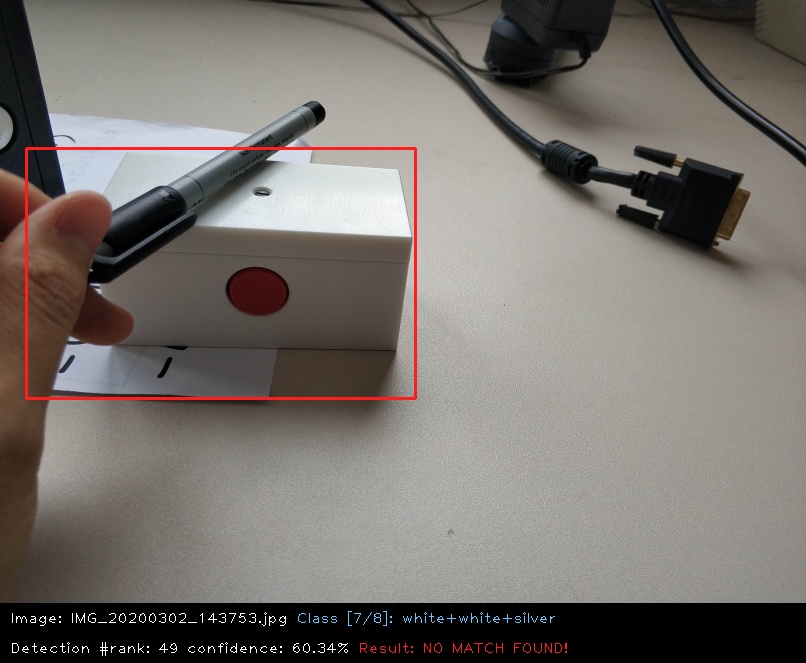 Image: IMG_20200302_143753.jpg Class [7/8]: white+white+silver
Detection #rank: 49 confidence: 60.34% Result: NO MATCH FOUND!